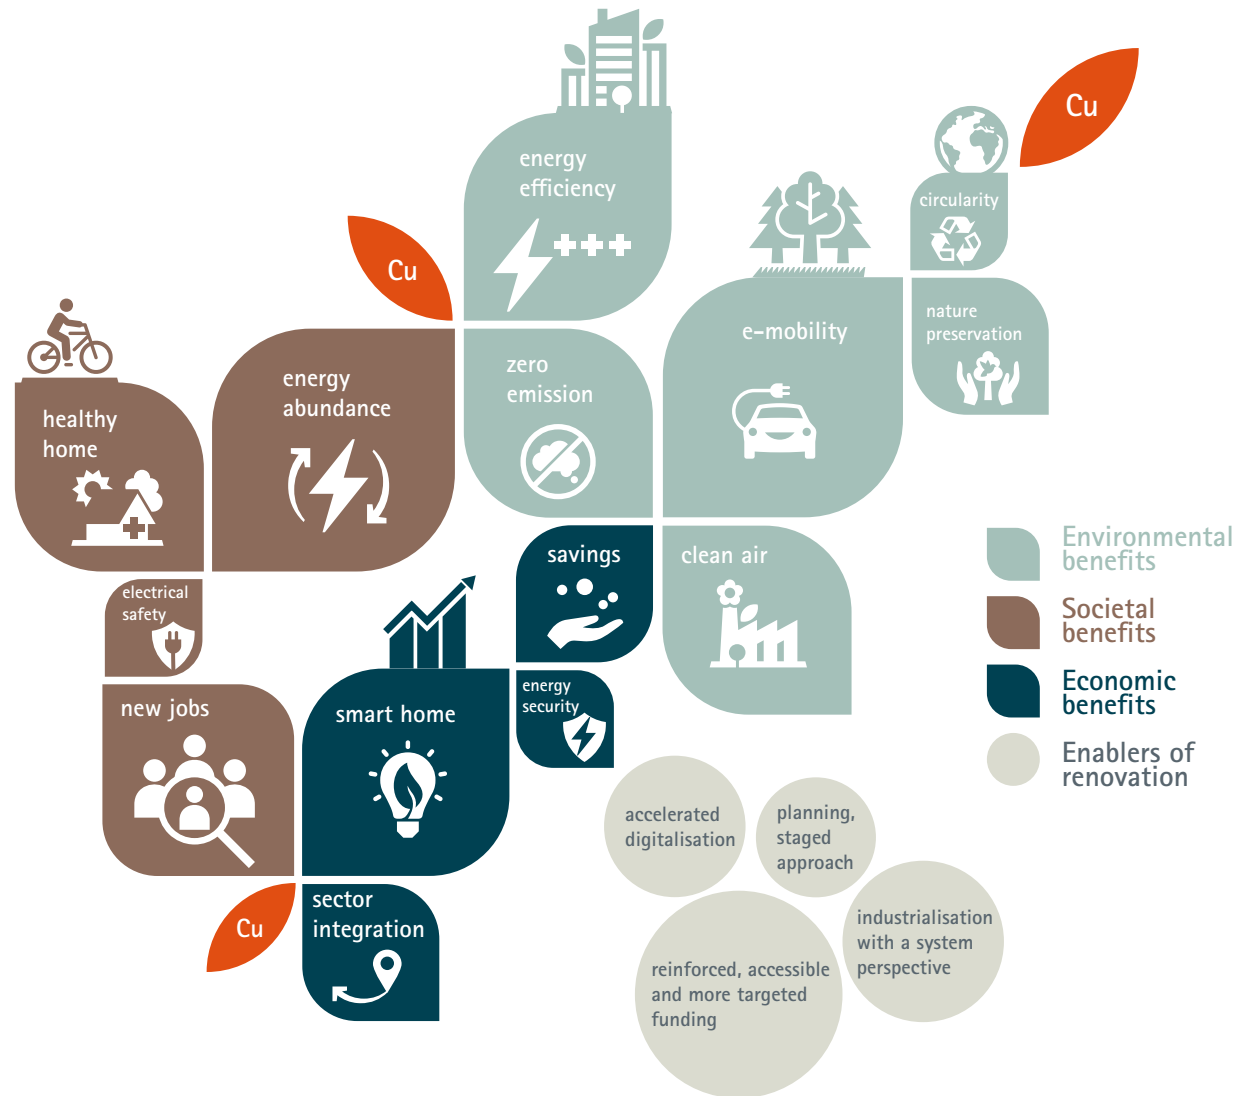 energy
efficiency
Cu
circularity
Cu
nature
preservation
e-mobility
zero
emission
energy
abundance
healthy
home
savings
clean air
electrical
safety
energy
security
new jobs
smart home
sector
integration
Cu
Environmental
benefits
Societal
benefits
Economic
benefits
Enablers of
renovation
accelerated
digitalisation
planning,
staged
approach
industrialisation
with a system
perspective
reinforced, accessible
and more targeted
funding